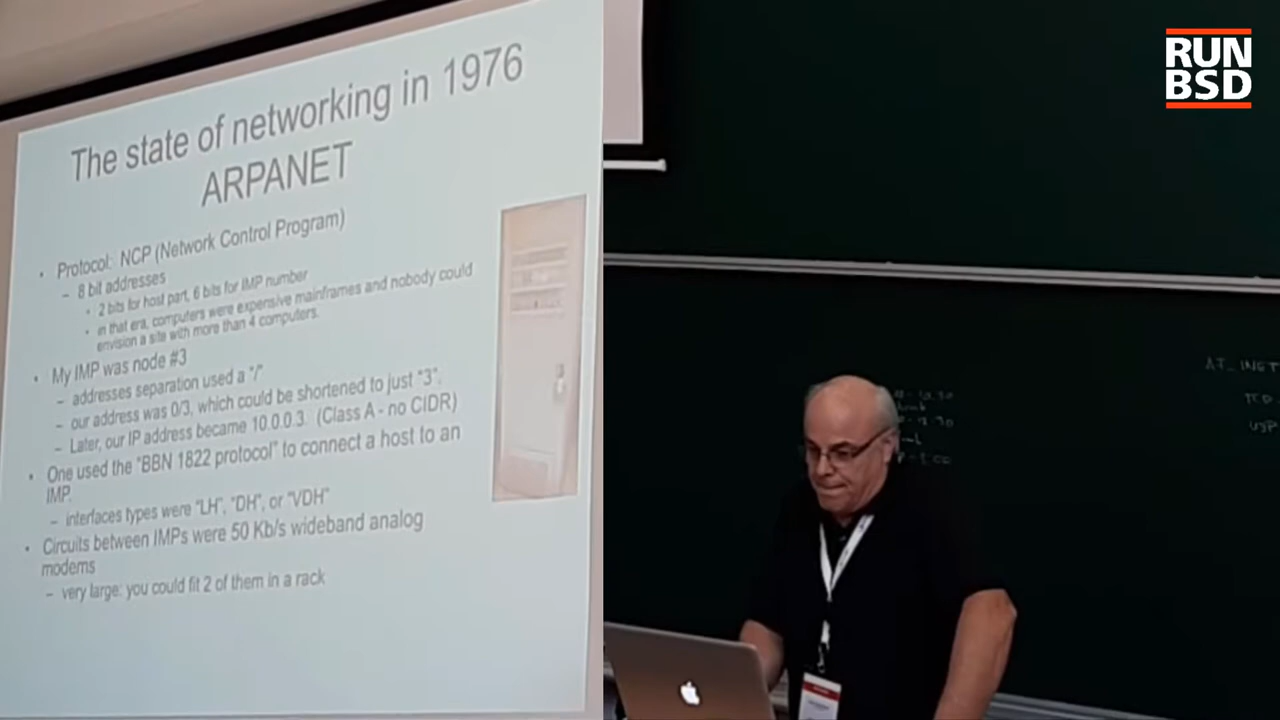 The state of networking in 1976
ARPANET
• Protocol: NCP (Network Control Program)
– 8 bit addresses
• 2 bits for host part, 6 bits for IMP number
• in that era, computers were expensive mainframes and nobody could
envision a site with more than 4 computers.
• My IMP was node #3
– addresses separation used a "/"
– our address was 0/3, which could be shortened to just "3".
– Later, our IP address became 10.0.0.3. (Class A - no CIDR)
• One used the "BBN 1822 protocol" to connect a host to an
IMP.
– interfaces types were "LH", "DH", or "VDH"
• Circuits between IMPs were 50 Kb/s wideband analog
modems
– very large: you could fit 2 of them in a rack
RUN
BSD